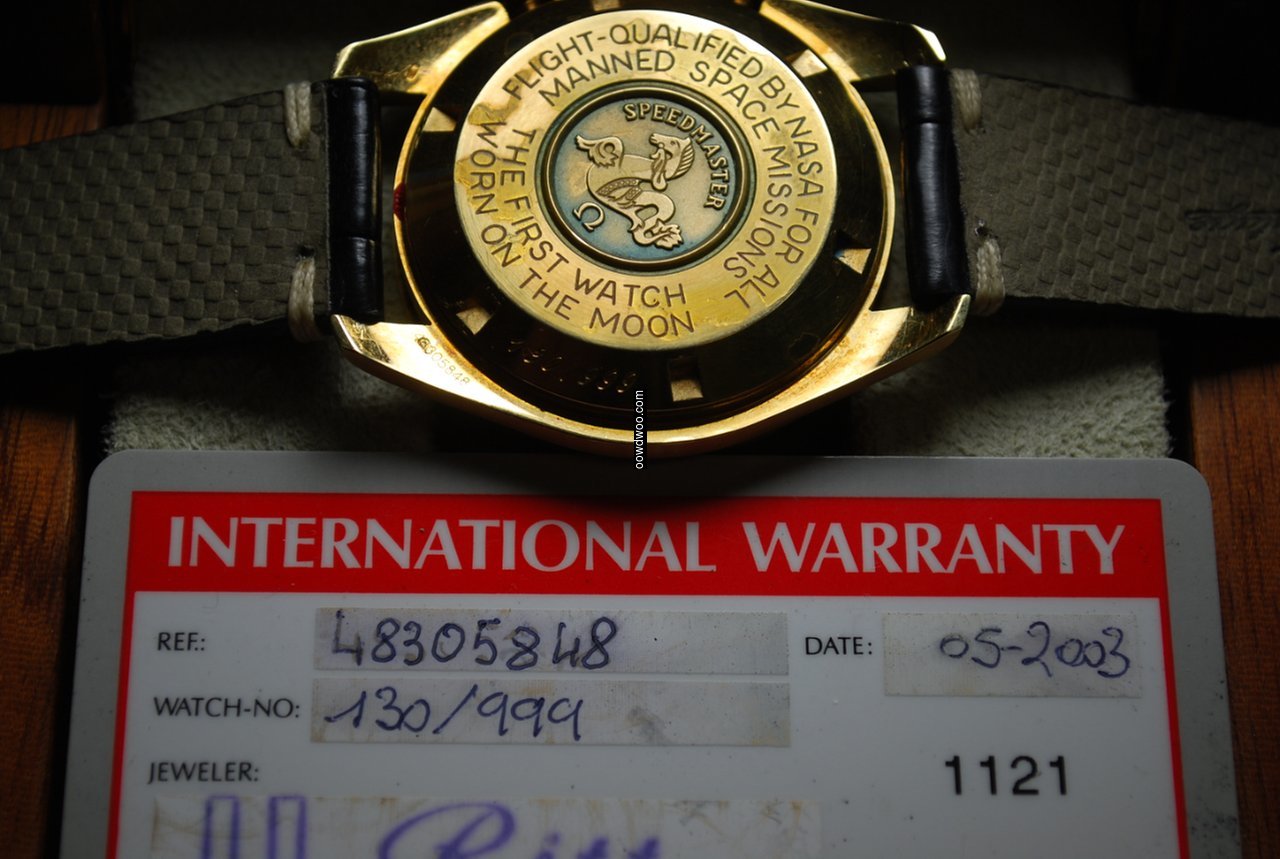 FLIGHT-QUALIFIED BY NASA FOR ALL
MANNED SPACE MISSIONS
THE FIRST WATCH
WORN ON THE MOON
SPEEDMASTER
Ω
oowdwoo.com
INTERNATIONAL WARRANTY
REF.: 48305848
DATE: 05-2003
WATCH-NO: 130/999
JEWELER:
1121